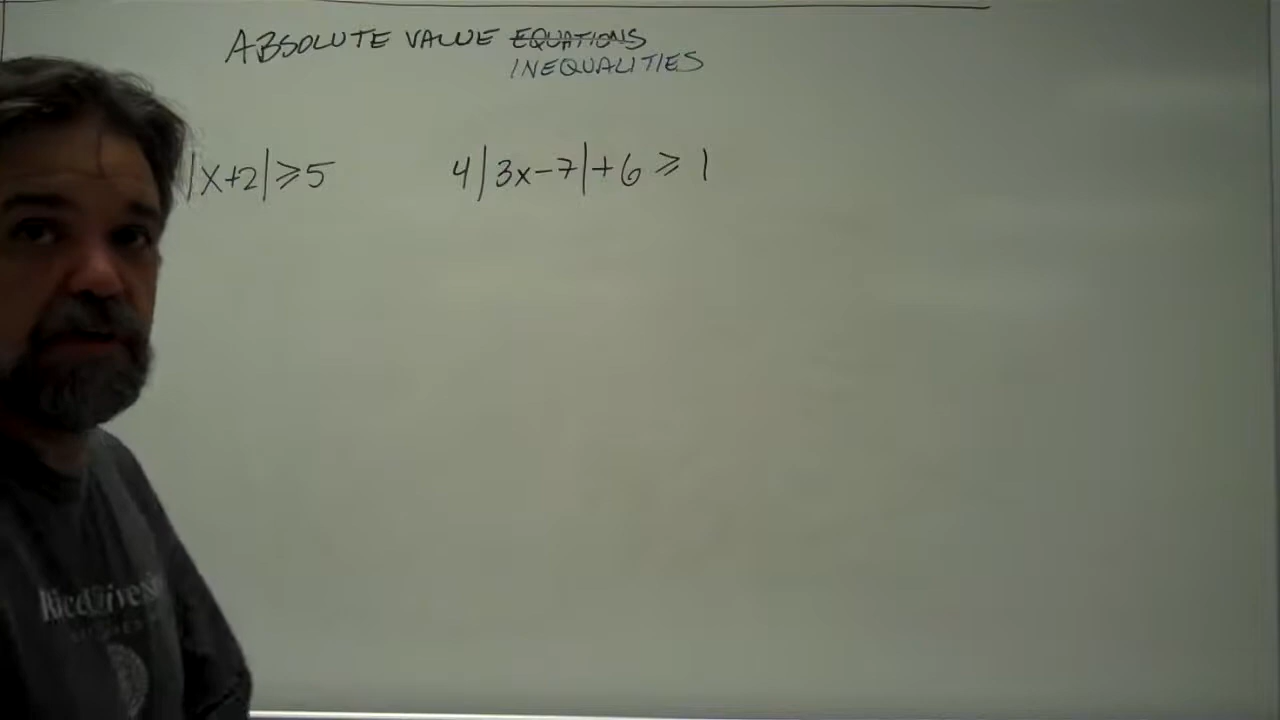 ABSOLUTE VALUE EQUATIONS
INEQUALITIES
|x+2|≥5
4|3x-7|+6≥1